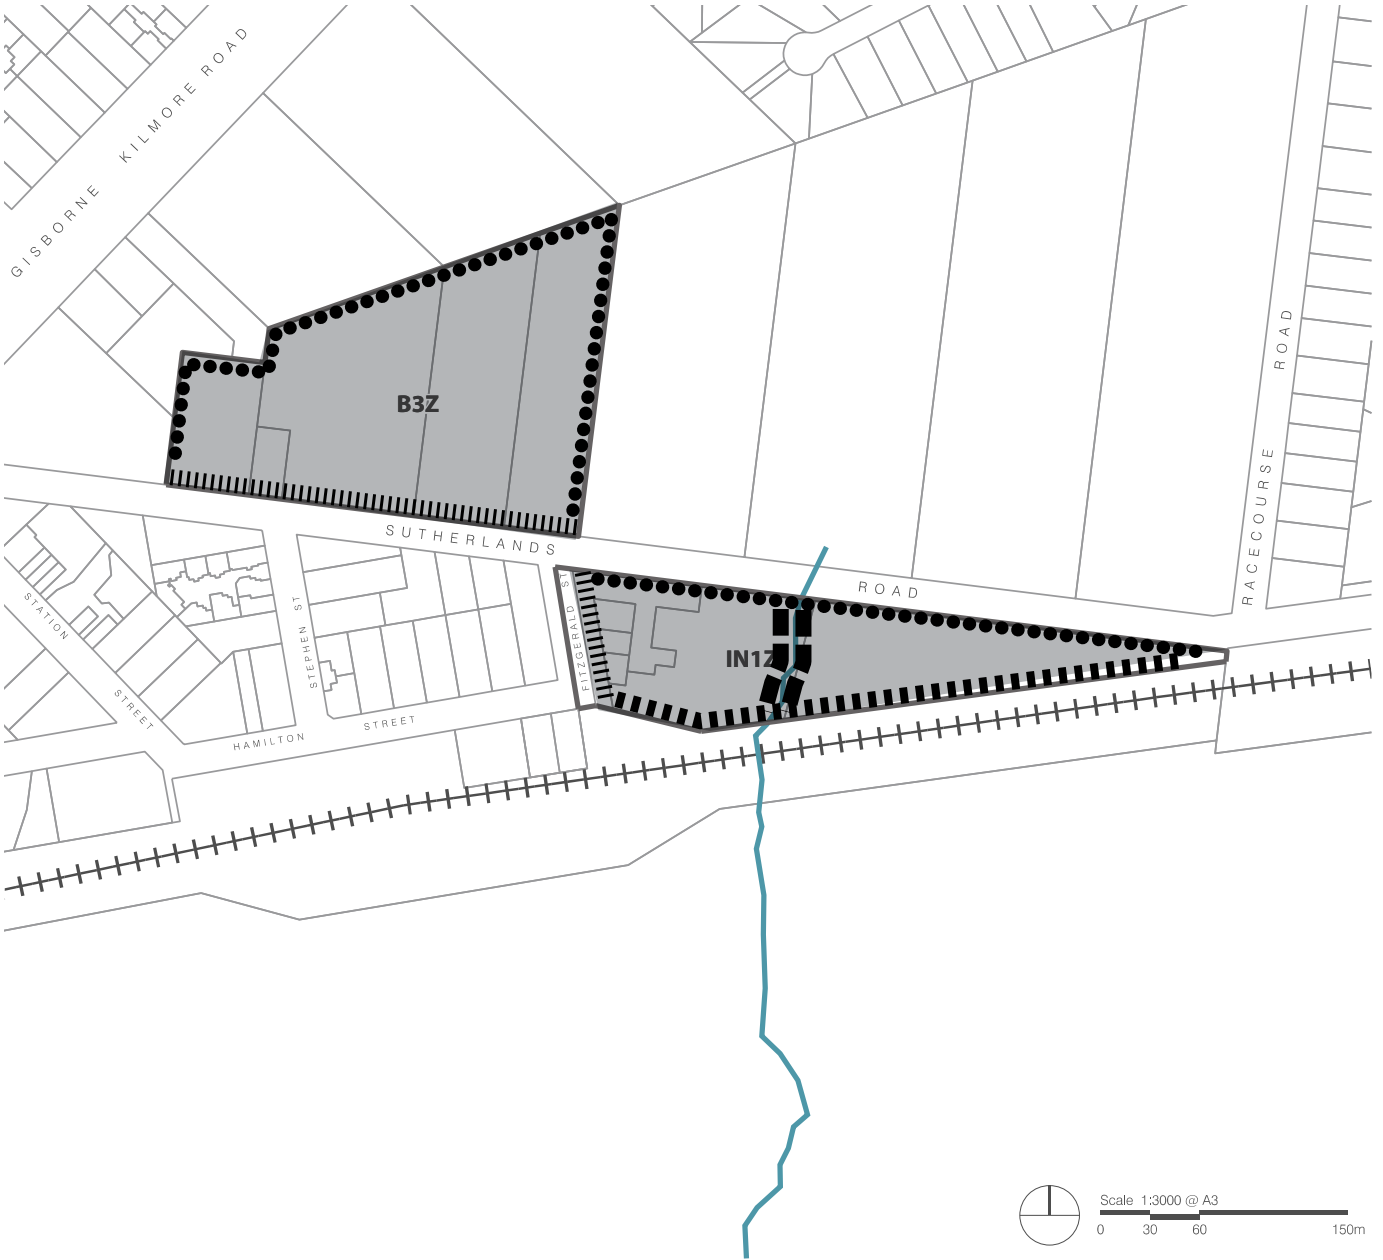 GISBORNE KILMORE ROAD
B3Z
SUTHERLANDS ROAD
RACECOURSE ROAD
STATION STREET
STEPHEN ST
FITZGERALD ST
IN1Z
HAMILTON STREET
Scale 1:3000 @ A3
0 30 60 150m